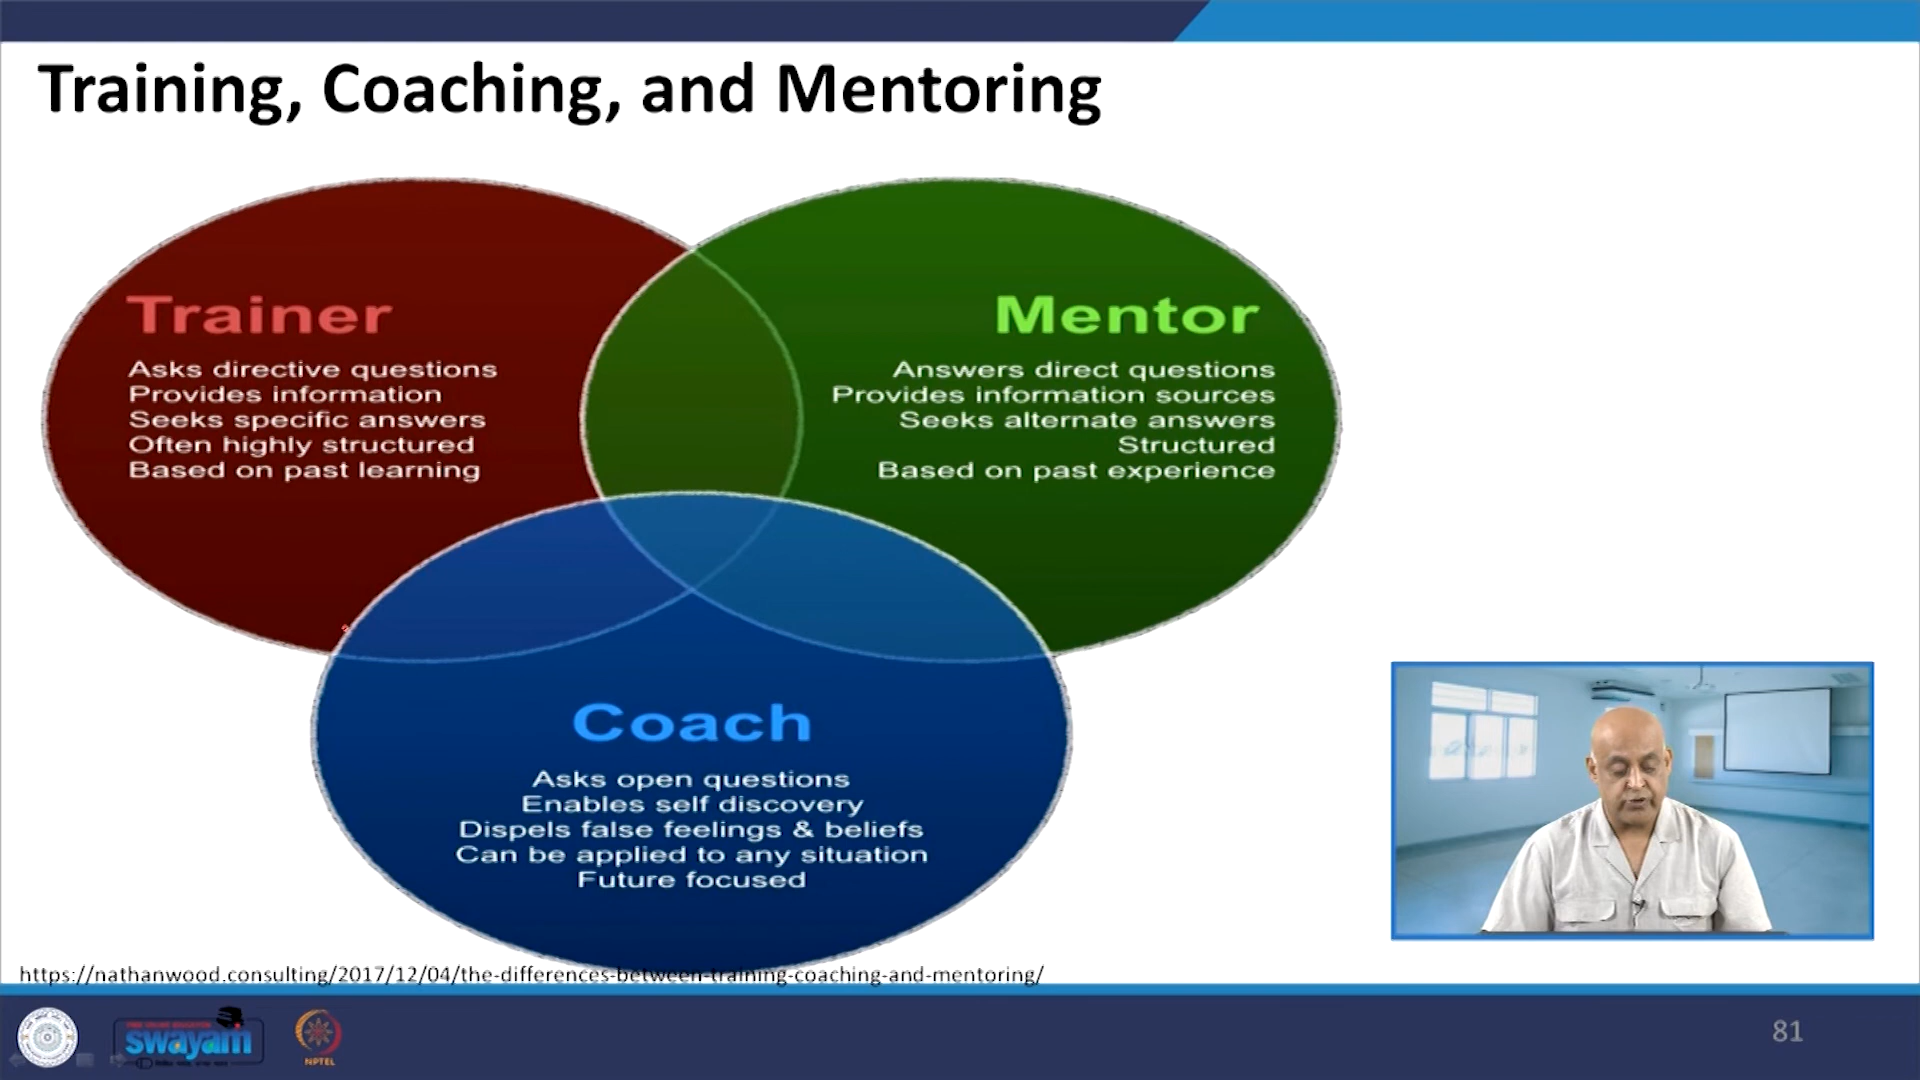 Training, Coaching, and Mentoring
Trainer
Asks directive questions
Provides information
Seeks specific answers
Often highly structured
Based on past learning
Mentor
Answers direct questions
Provides information sources
Seeks alternate answers
Structured
Based on past experience
Coach
Asks open questions
Enables self discovery
Dispels false feelings & beliefs
Can be applied to any situation
Future focused
https://nathanwood.consulting/2017/12/04/the-differences-between-training-coaching-and-mentoring/
swayam
NPTEL
81